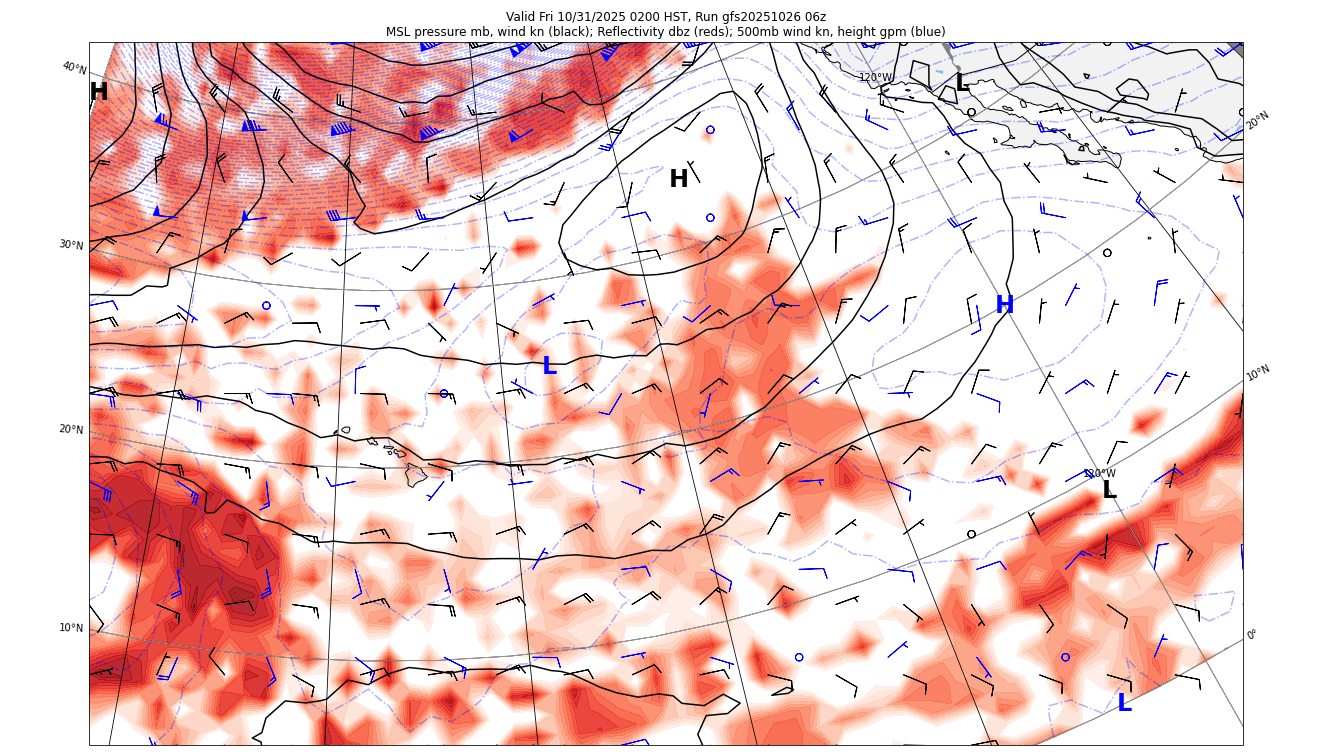 Valid Fri 10/31/2025 0200 HST, Run gfs20251026 06z
MSL pressure mb, wind kn (black); Reflectivity dbz (reds); 500mb wind kn, height gpm (blue)
40°N
H
120°W
L
20°N
H
30°N
H
L
10°N
20°N
120°W
L
10°N
0°
L